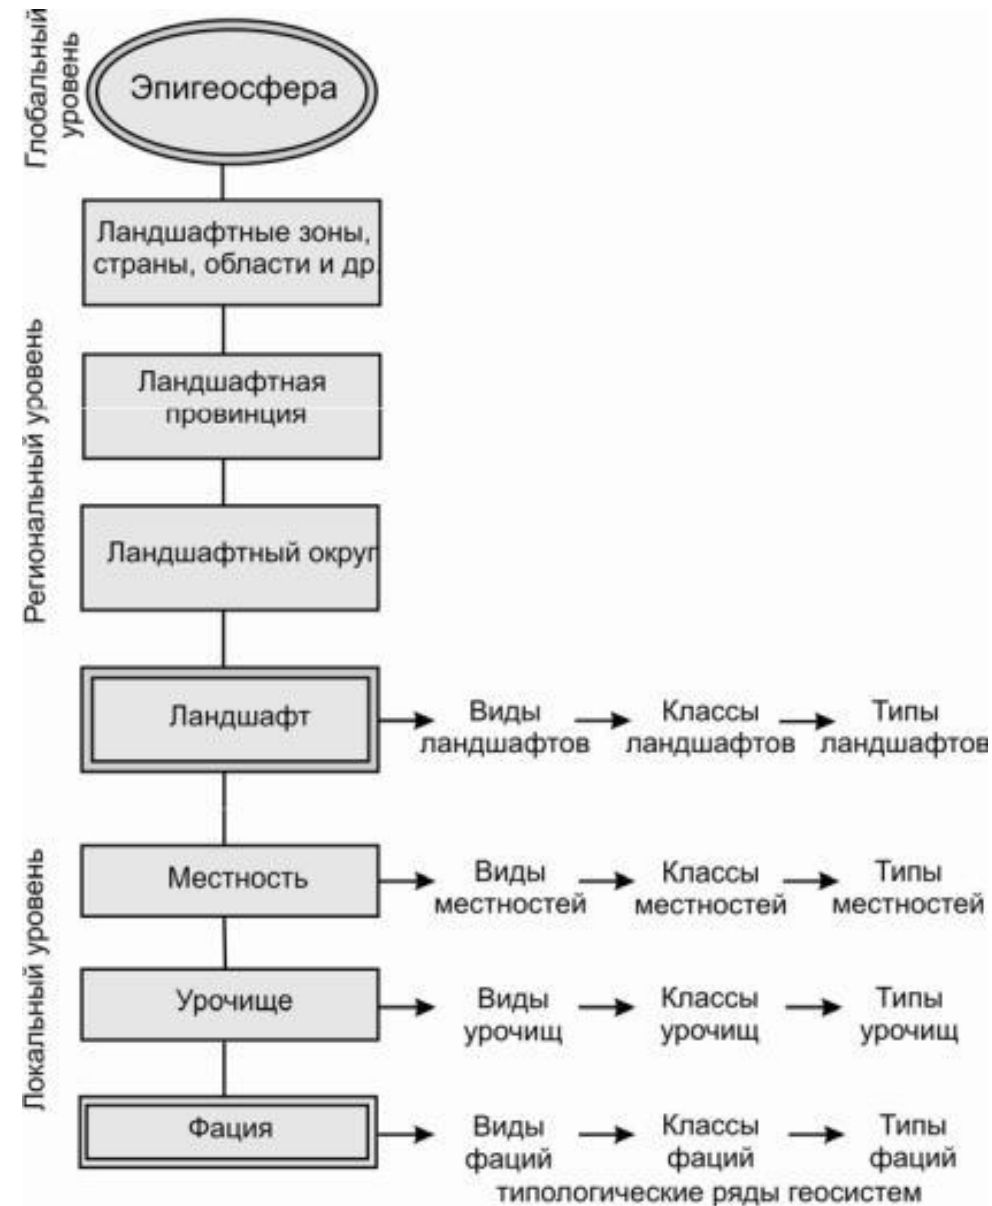 Глобальный
уровень
Эпигеосфера
Ландшафтные зоны,
страны, области и др.
Региональный уровень
Ландшафтная
провинция
Ландшафтный округ
Ландшафт
Виды
ландшафтов
Классы
ландшафтов
Типы
ландшафтов
Локальный уровень
Местность
Виды
местностей
Классы
местностей
Типы
местностей
Урочище
Виды
урочищ
Классы
урочищ
Типы
урочищ
Фация
Виды
фаций
Классы
фаций
Типы
фаций
типологические ряды геосистем